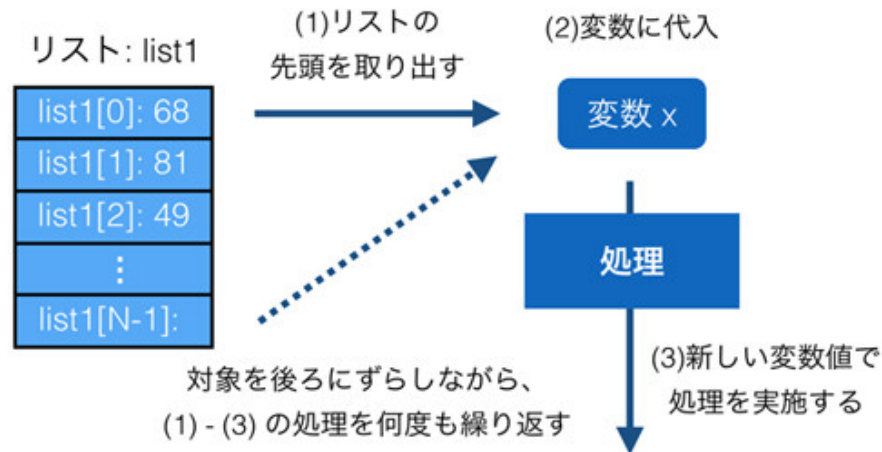 リスト: list1
list1[0]: 68
list1[1]: 81
list1[2]: 49
⋮
list1[N-1]:
(1)リストの
先頭を取り出す
(2)変数に代入
変数 x
処理
(3)新しい変数値で
処理を実施する
対象を後ろにずらしながら、
(1) - (3) の処理を何度も繰り返す